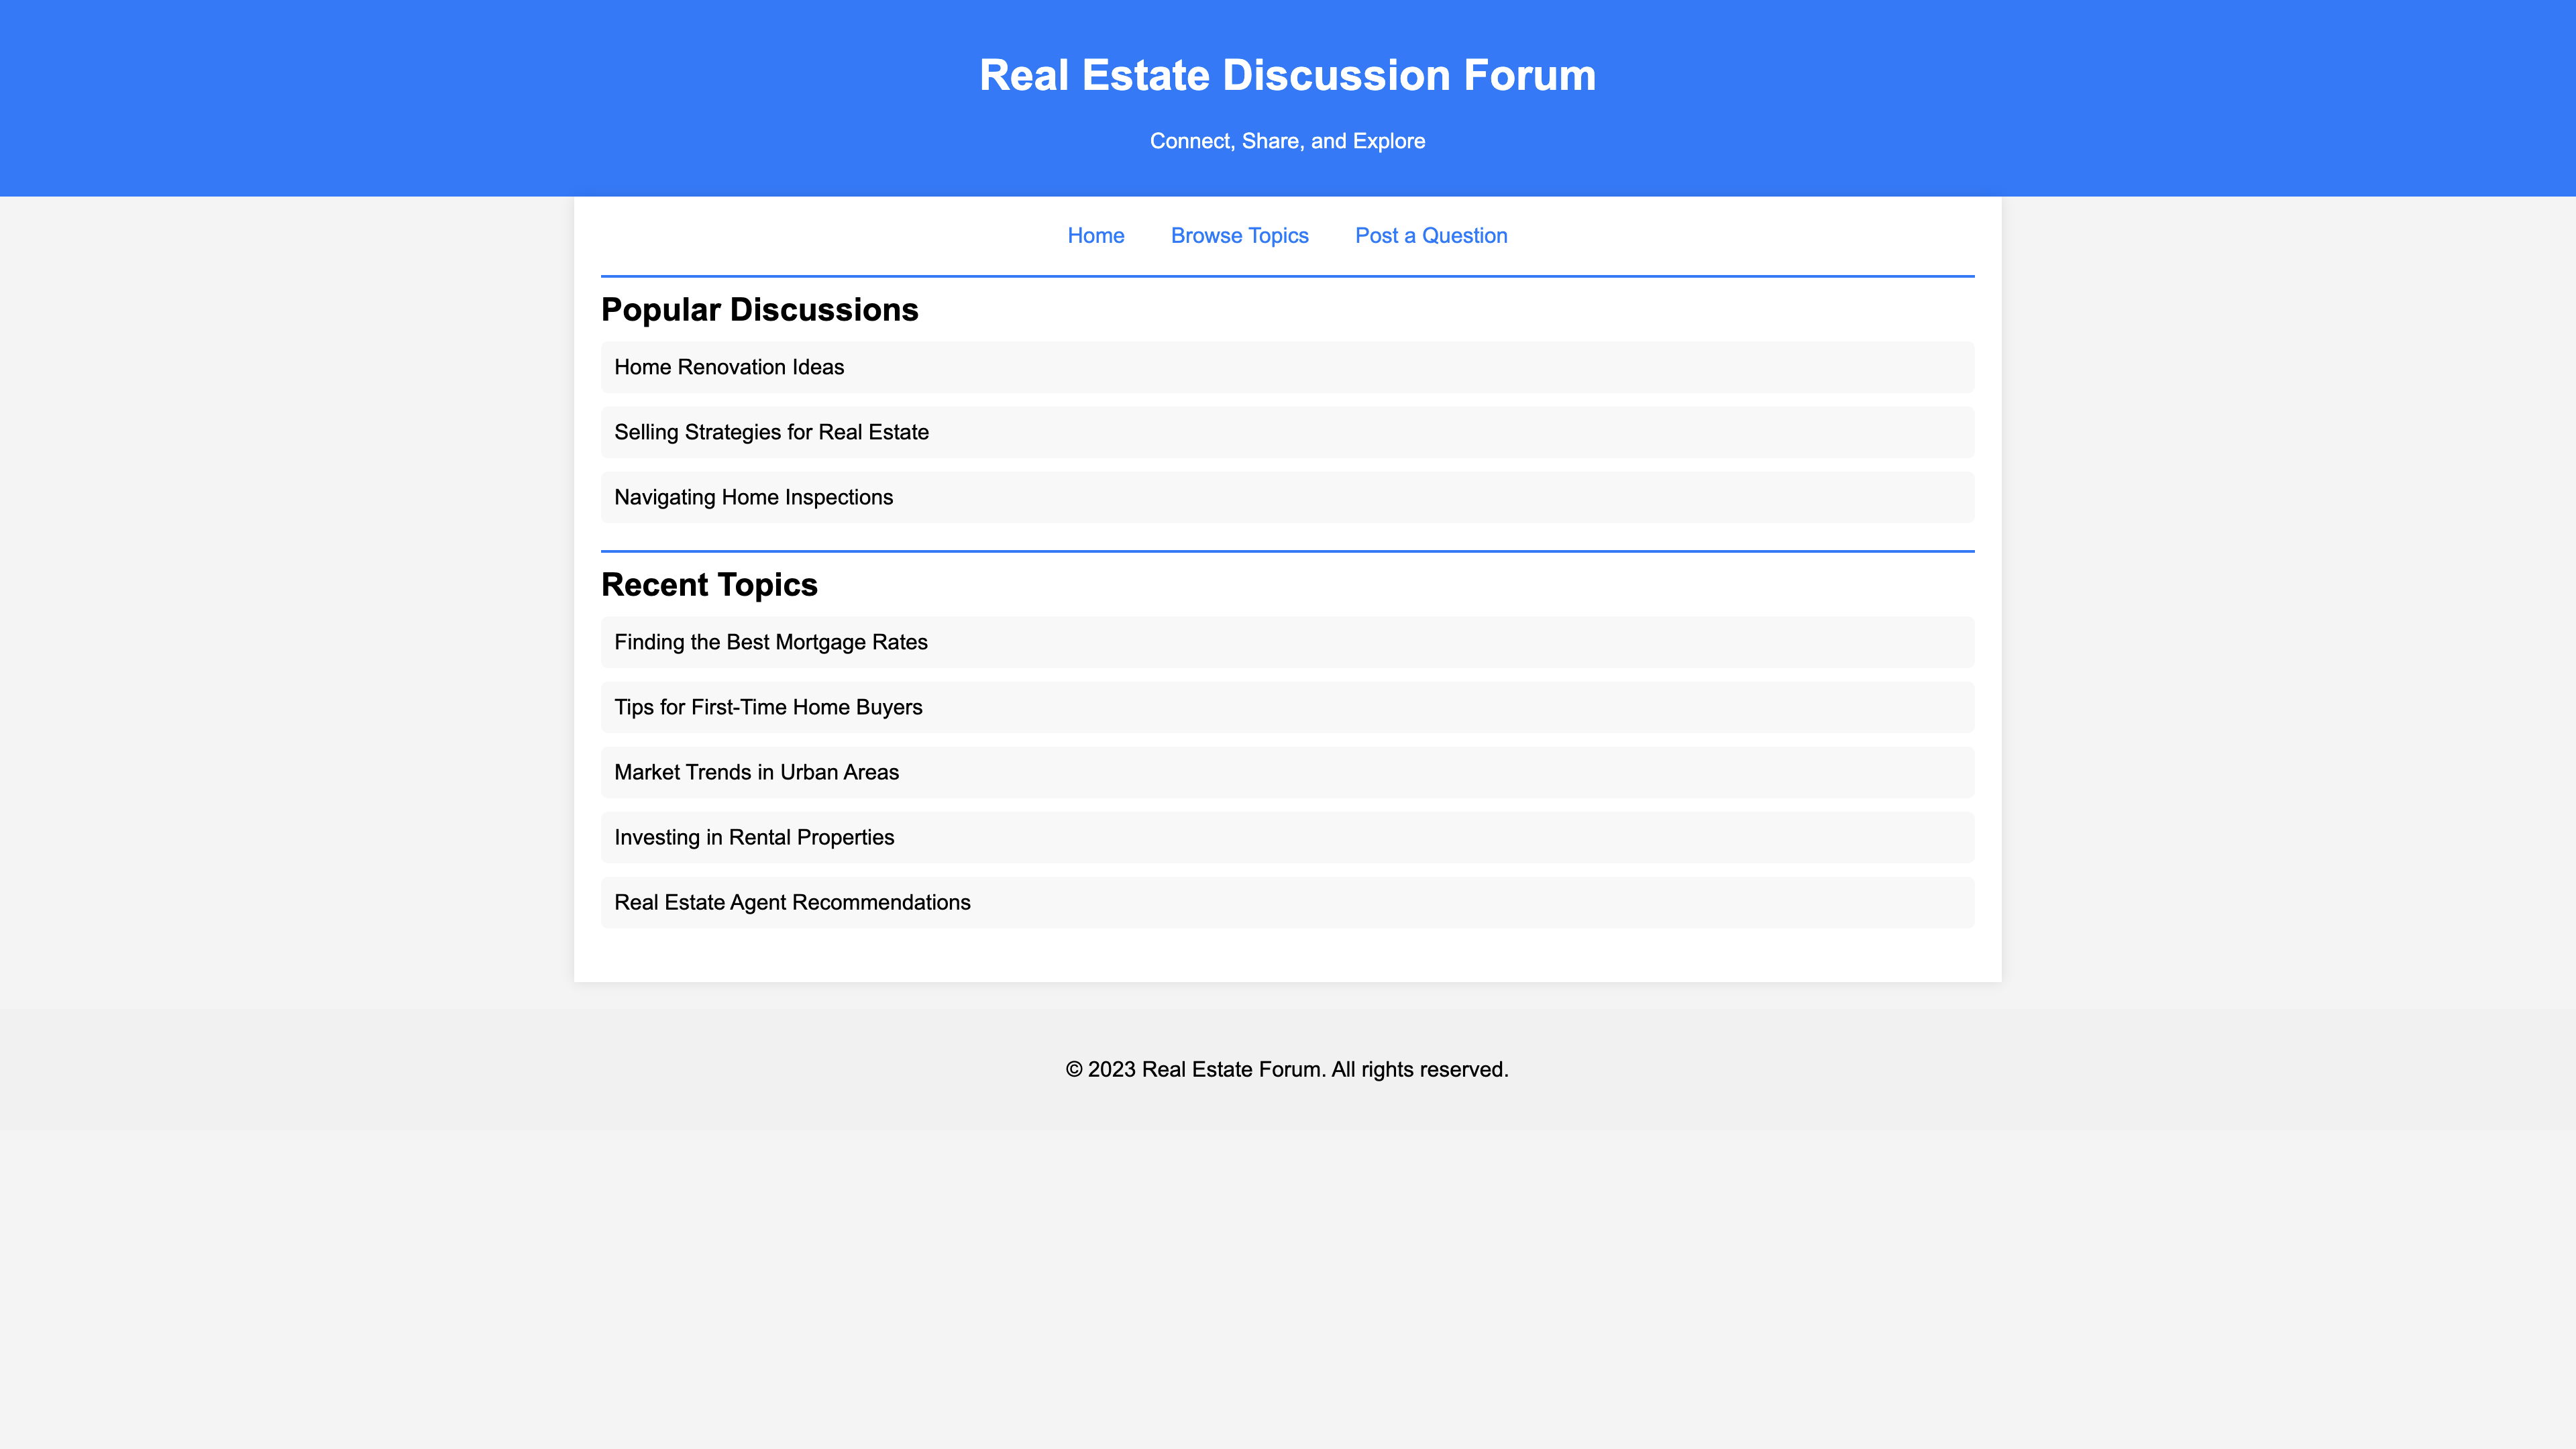 Real Estate Discussion Forum
Connect, Share, and Explore
Home Browse Topics Post a Question
Popular Discussions
Home Renovation Ideas
Selling Strategies for Real Estate
Navigating Home Inspections
Recent Topics
Finding the Best Mortgage Rates
Tips for First-Time Home Buyers
Market Trends in Urban Areas
Investing in Rental Properties
Real Estate Agent Recommendations
© 2023 Real Estate Forum. All rights reserved.